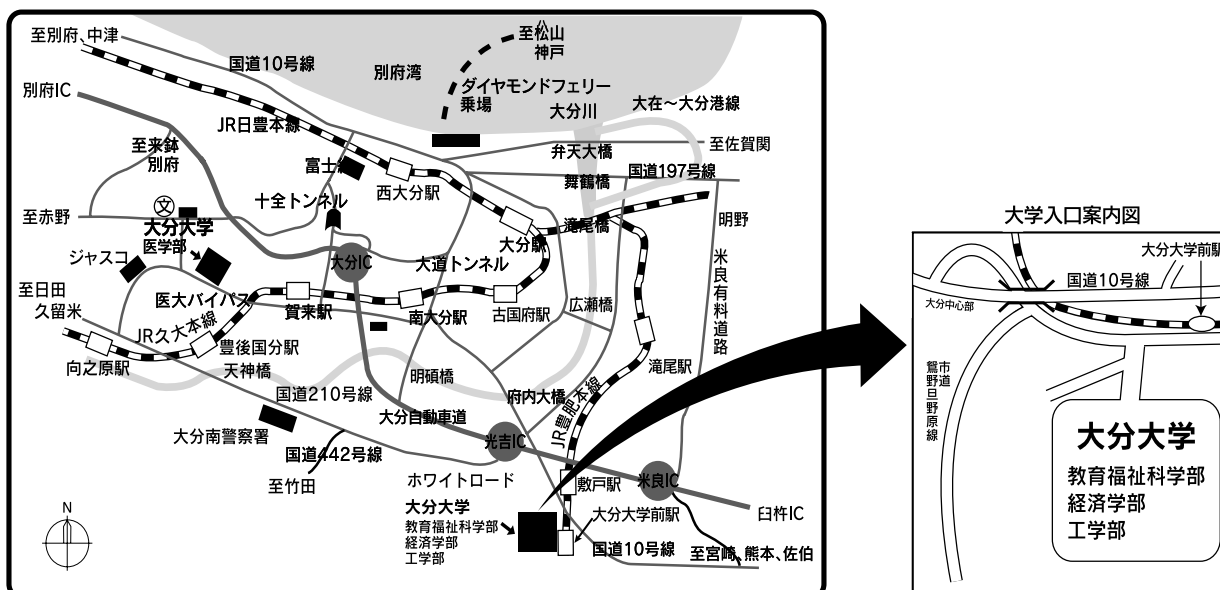 至別府、中津
国道10号線
別府湾
至松山
神戸
ダイヤモンドフェリー
乗場
大分川
大在～大分港線
別府IC
JR日豊本線
至来鉢
別府
富士
西大分駅
弁天大橋
至佐賀関
国道197号線
舞鶴橋
十全トンネル
文
至赤野
大分大学
医学部
大分駅
滝尾橋
明野
ジャスコ
大分IC
大道トンネル
米良有料道路
至日田
久留米
医大バイパス
賀来駅
南大分駅
古国府駅
広瀬橋
JR久大本線
豊後国分駅
向之原駅
天神橋
明磧橋
滝尾駅
国道210号線
府内大橋
JR豊肥本線
大分自動車道
大分南警察署
国道442号線
光吉IC
至竹田
ホワイトロード
敷戸駅
米良IC
大分大学
教育福祉科学部
経済学部
工学部
大分大学前駅
臼杵IC
国道10号線
至宮崎、熊本、佐伯
N
大学入口案内図
大分大学前駅
国道10号線
大分中心部
市道
鴛野旦野原線
大分大学
教育福祉科学部
経済学部
工学部